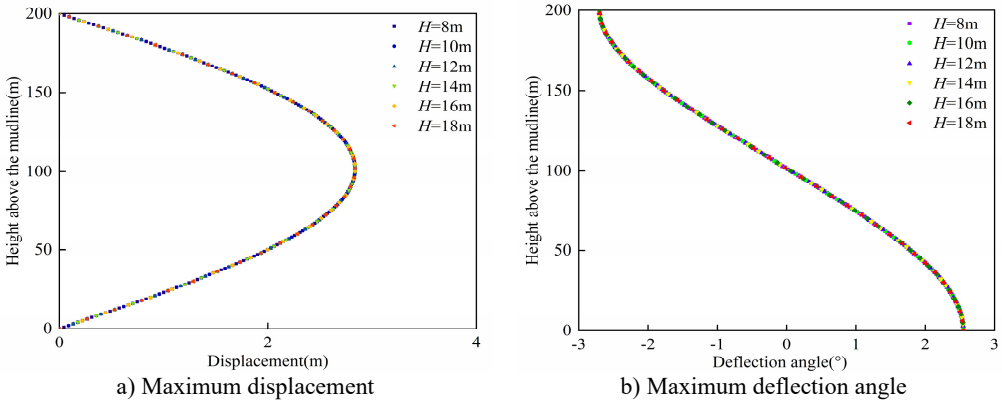 200
150
100
50
0
Height above the mudline(m)
H=8m
H=10m
H=12m
H=14m
H=16m
H=18m
0
2
4
Displacement(m)
a) Maximum displacement
200
150
100
50
0
Height above the mudline(m)
H=8m
H=10m
H=12m
H=14m
H=16m
H=18m
-3
-2
-1
0
1
2
3
Deflection angle(°)
b) Maximum deflection angle